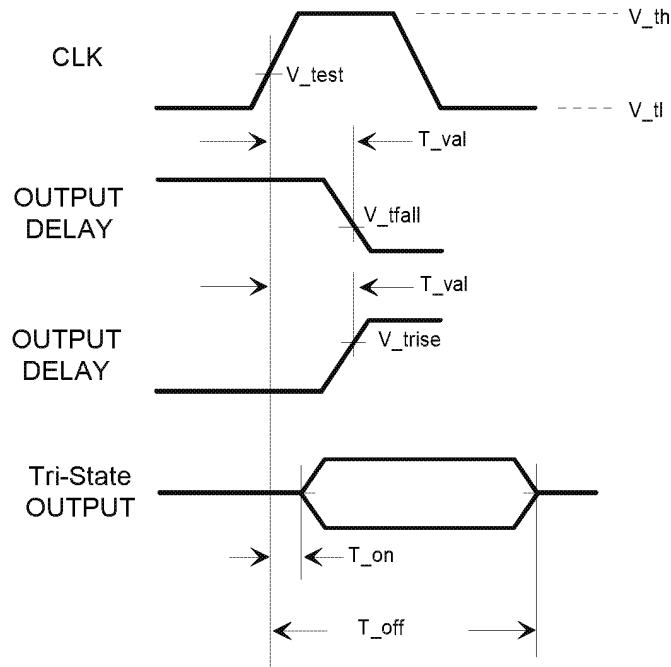 V_th
CLK
V_test
V_tl
T_val
OUTPUT
DELAY
V_tfall
T_val
OUTPUT
DELAY
V_trise
Tri-State
OUTPUT
T_on
T_off